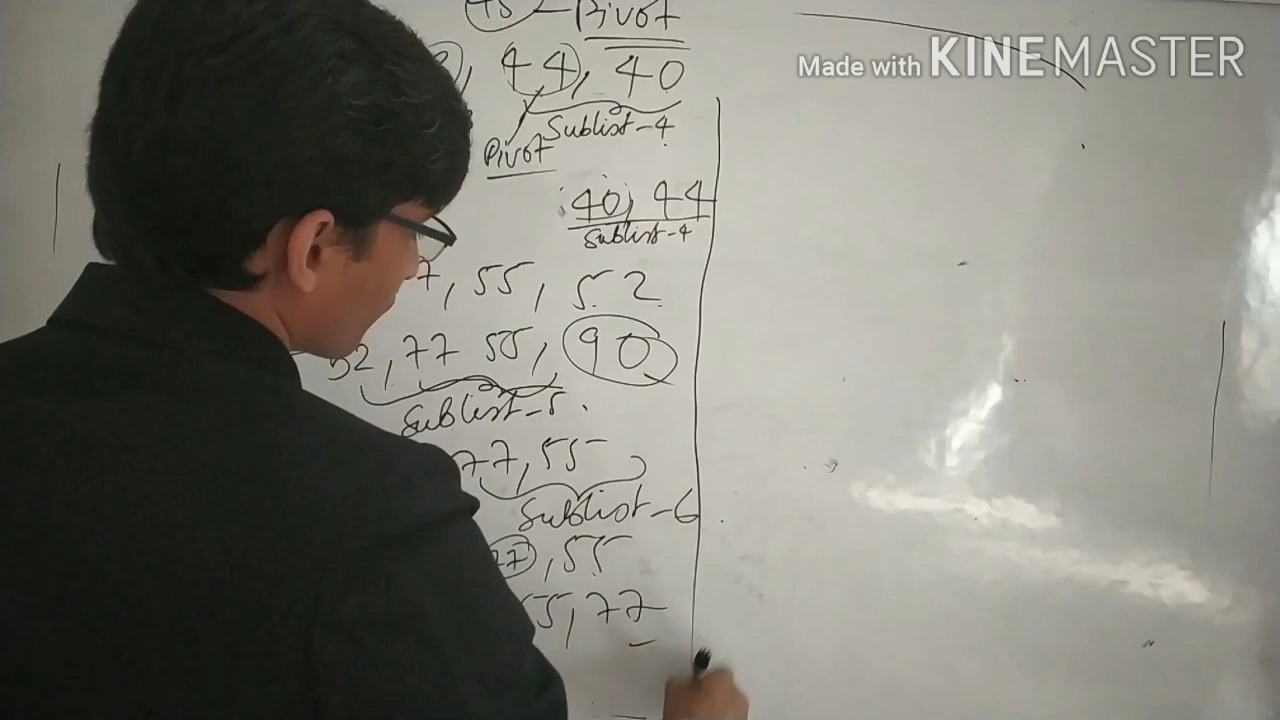 Pivot
Made with KINEMASTER
, 44, 40
Sublist-4
Pivot
40, 44
Sublist-4
7, 55, 52
52, 77 55, 90
Sublist-5.
77, 55
Sublist-6
77, 55
55, 77